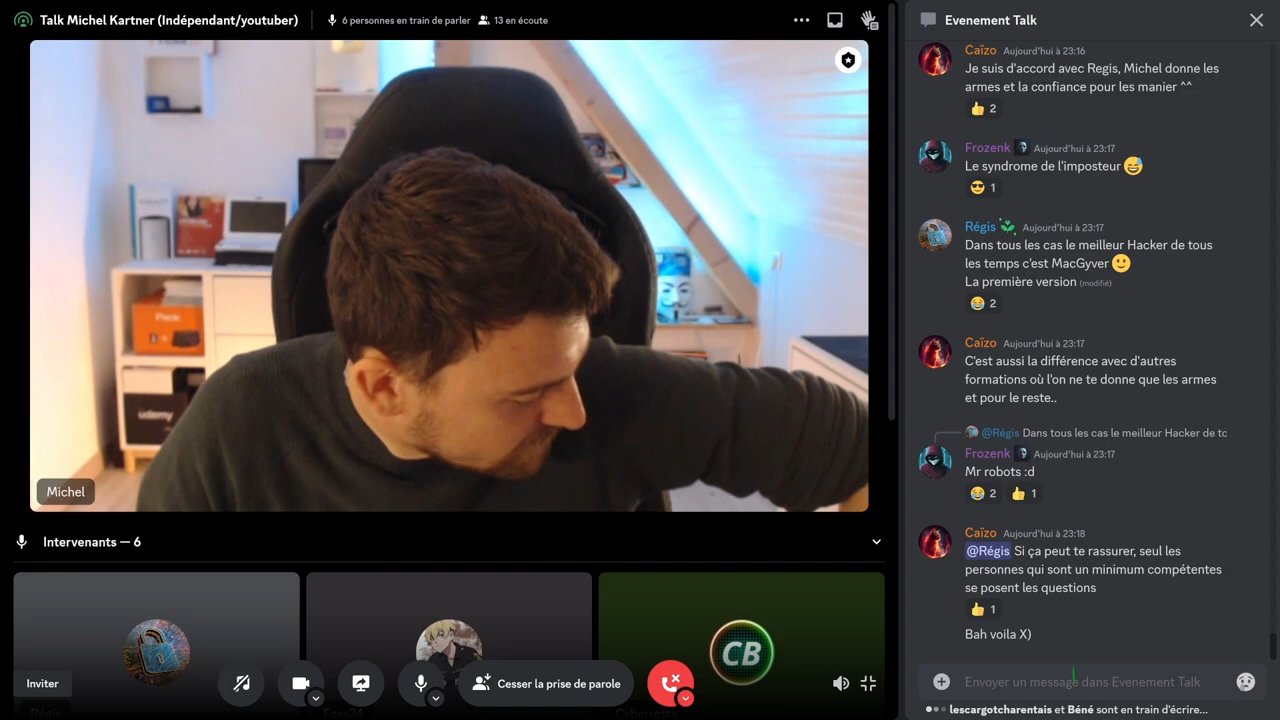 Talk Michel Kartner (Indépendant/youtuber)
6 personnes en train de parler
13 en écoute
Pack
udemy
Michel
Intervenants — 6
CB
Inviter
Cesser la prise de parole
Evenement Talk
Caïzo Aujourd'hui à 23:16
Je suis d'accord avec Regis, Michel donne les
armes et la confiance pour les manier ^^
👍 2
Frozenk Aujourd'hui à 23:17
Le syndrome de l'imposteur 😅
😎 1
Régis Aujourd'hui à 23:17
Dans tous les cas le meilleur Hacker de tous
les temps c'est MacGyver 🙂
La première version (modifié)
😂 2
Caïzo Aujourd'hui à 23:17
C'est aussi la différence avec d'autres
formations où l'on ne te donne que les armes
et pour le reste..
@Régis Dans tous les cas le meilleur Hacker de
Frozenk Aujourd'hui à 23:17
Mr robots :d
😂 2 👍 1
Caïzo Aujourd'hui à 23:18
@Régis Si ça peut te rassurer, seul les
personnes qui sont un minimum compétentes
se posent les questions
👍 1
Bah voila X)
Envoyer un message dans Evenement Talk
lescargotcharentais et Béné sont en train d'écrire...